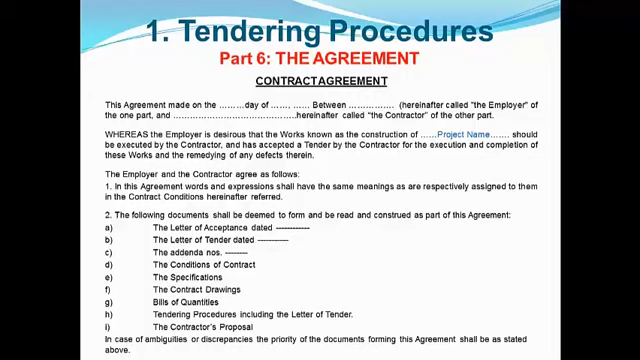 1. Tendering Procedures
Part 6: THE AGREEMENT
CONTRACT AGREEMENT
This Agreement made on the ………day of ……, …… Between …………… (hereinafter called "the Employer" of
the one part, and ……………………………………..hereinafter called "the Contractor" of the other part.
WHEREAS the Employer is desirous that the Works known as the construction of ……Project Name……. should
be executed by the Contractor, and has accepted a Tender by the Contractor for the execution and completion of
these Works and the remedying of any defects therein.
The Employer and the Contractor agree as follows:
1. In this Agreement words and expressions shall have the same meanings as are respectively assigned to them
in the Contract Conditions hereinafter referred.
2. The following documents shall be deemed to form and be read and construed as part of this Agreement:
a) The Letter of Acceptance dated ------------
b) The Letter of Tender dated -----------
c) The addenda nos. --------
d) The Conditions of Contract
e) The Specifications
f) The Contract Drawings
g) Bills of Quantities
h) Tendering Procedures including the Letter of Tender.
i) The Contractor's Proposal
In case of ambiguities or discrepancies the priority of the documents forming this Agreement shall be as stated
above.